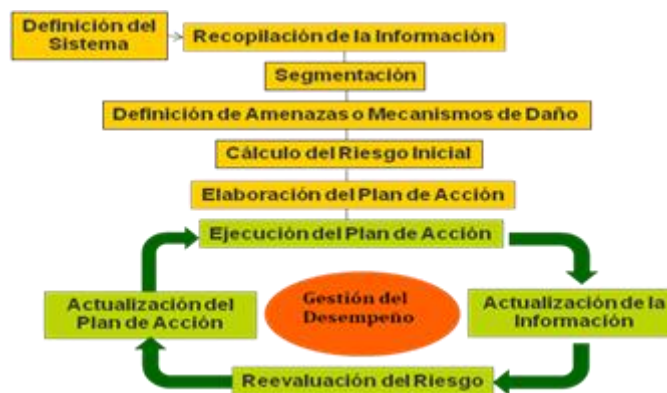 Definición del
Sistema
Recopilación de la Información
Segmentación
Definición de Amenazas o Mecanismos de Daño
Cálculo del Riesgo Inicial
Elaboración del Plan de Acción
Ejecución del Plan de Acción
Actualización de la
Información
Reevaluación del Riesgo
Actualización del
Plan de Acción
Gestión del
Desempeño